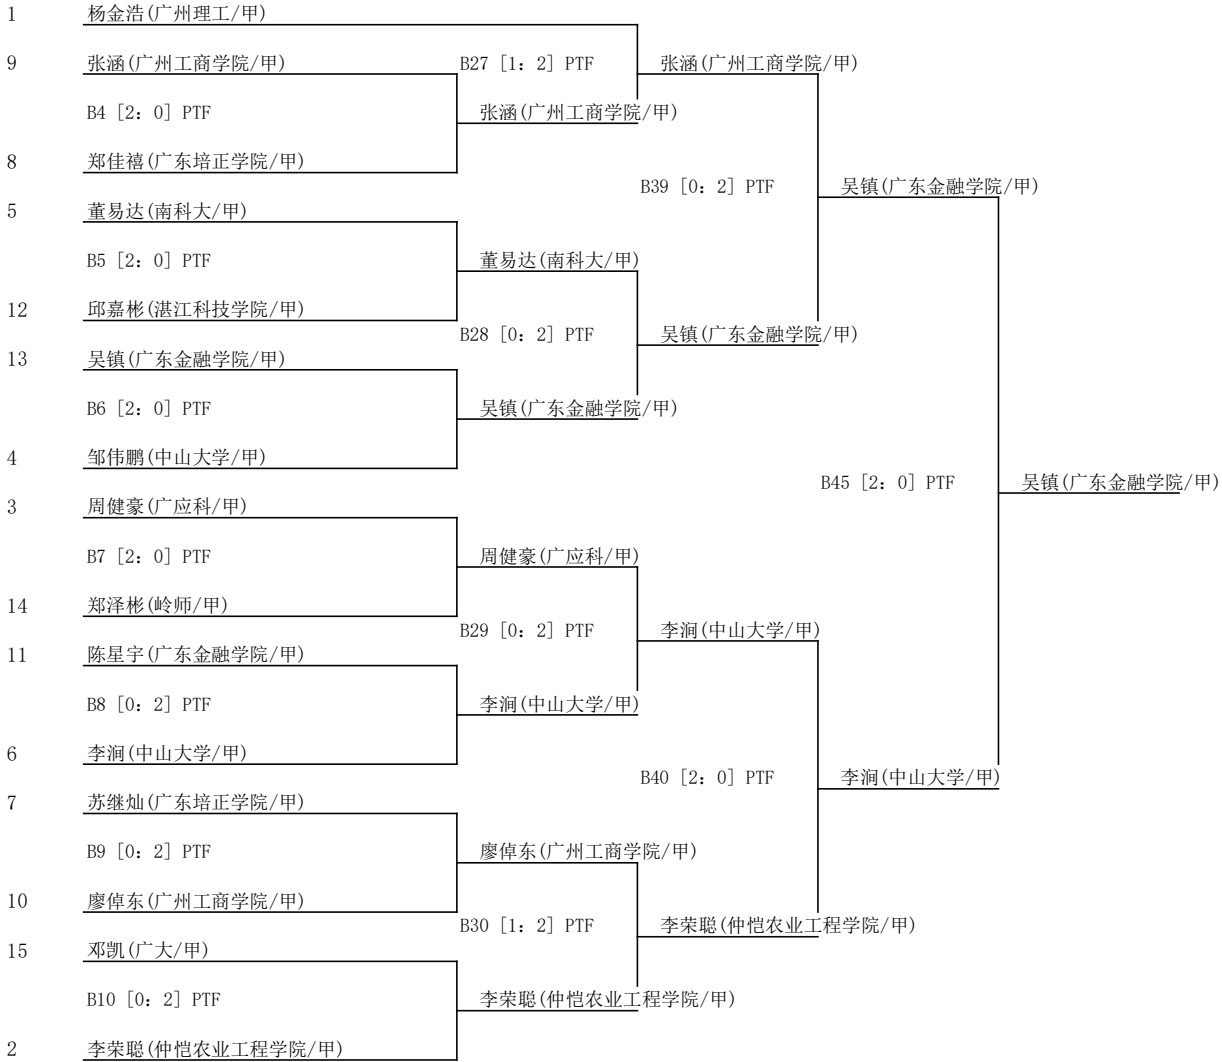 1 杨金浩(广州理工/甲)
9 张涵(广州工商学院/甲) B27 [1: 2] PTF 张涵(广州工商学院/甲)
B4 [2: 0] PTF 张涵(广州工商学院/甲)
8 郑佳禧(广东培正学院/甲)
B39 [0: 2] PTF 吴镇(广东金融学院/甲)
5 董易达(南科大/甲)
B5 [2: 0] PTF 董易达(南科大/甲)
12 邱嘉彬(湛江科技学院/甲)
B28 [0: 2] PTF 吴镇(广东金融学院/甲)
13 吴镇(广东金融学院/甲)
B6 [2: 0] PTF 吴镇(广东金融学院/甲)
4 邹伟鹏(中山大学/甲)
B45 [2: 0] PTF 吴镇(广东金融学院/甲)
3 周健豪(广应科/甲)
B7 [2: 0] PTF 周健豪(广应科/甲)
14 郑泽彬(岭师/甲)
B29 [0: 2] PTF 李涧(中山大学/甲)
11 陈星宇(广东金融学院/甲)
B8 [0: 2] PTF 李涧(中山大学/甲)
6 李涧(中山大学/甲)
B40 [2: 0] PTF 李涧(中山大学/甲)
7 苏继灿(广东培正学院/甲)
B9 [0: 2] PTF 廖倬东(广州工商学院/甲)
10 廖倬东(广州工商学院/甲)
B30 [1: 2] PTF 李荣聪(仲恺农业工程学院/甲)
15 邓凯(广大/甲)
B10 [0: 2] PTF 李荣聪(仲恺农业工程学院/甲)
2 李荣聪(仲恺农业工程学院/甲)